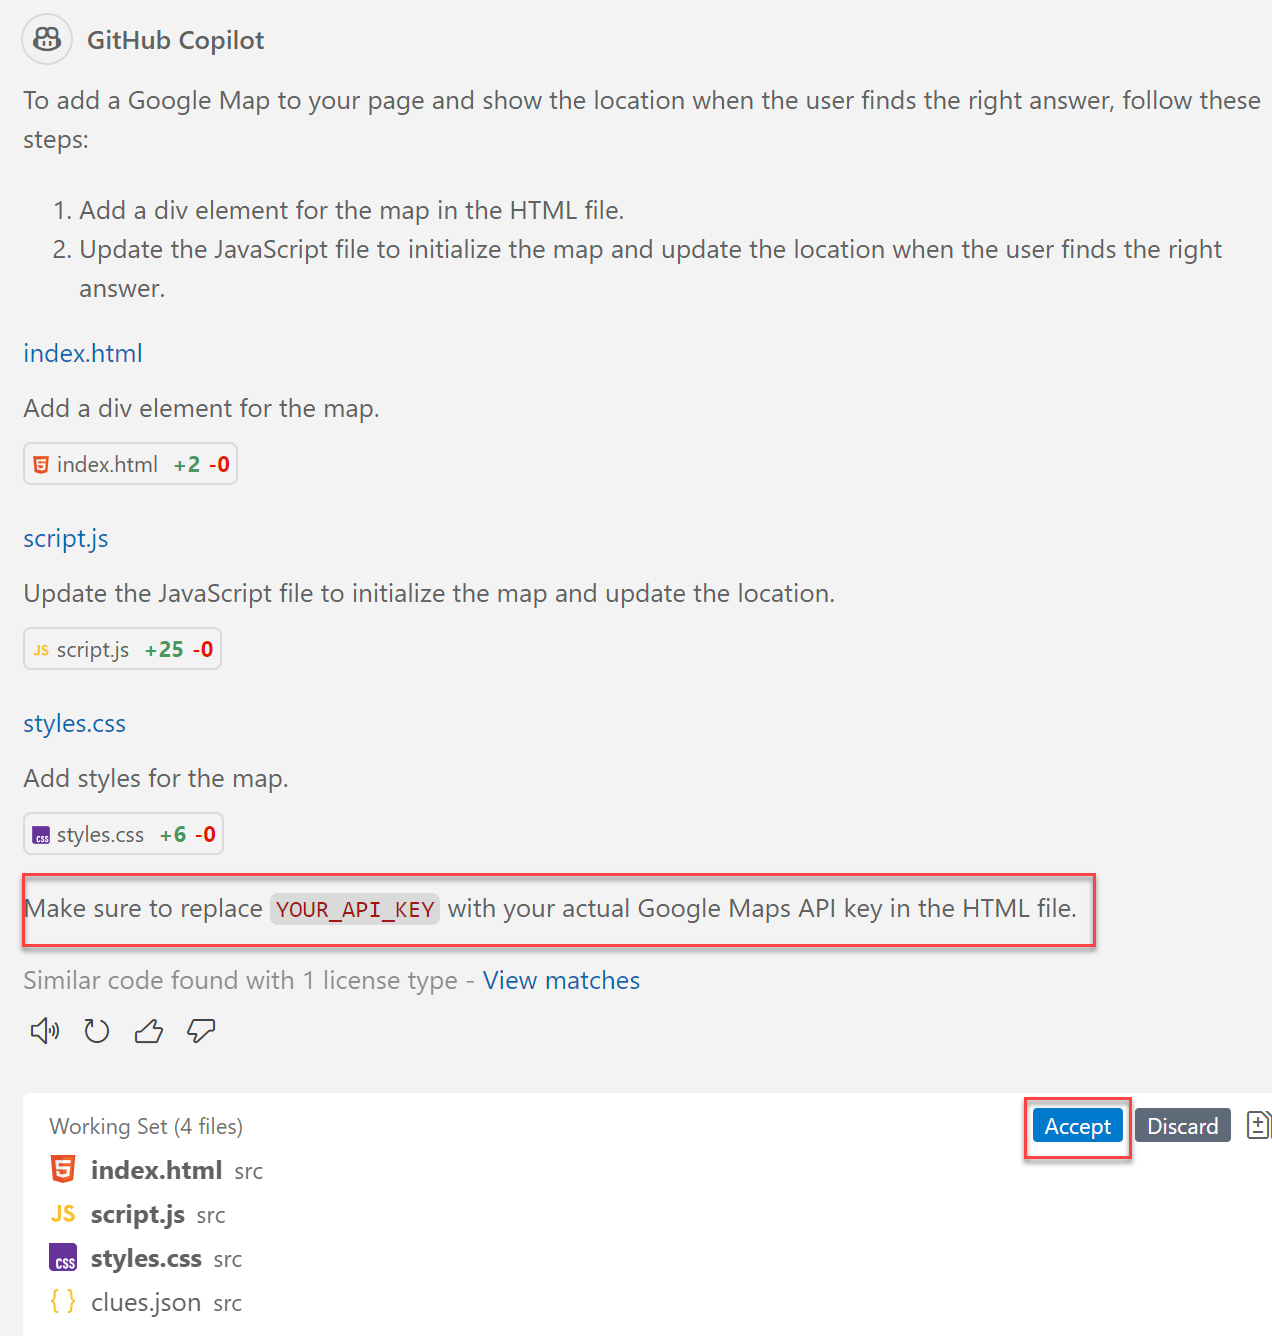 GitHub Copilot
To add a Google Map to your page and show the location when the user finds the right answer, follow these
steps:
1. Add a div element for the map in the HTML file.
2. Update the JavaScript file to initialize the map and update the location when the user finds the right
answer.
index.html
Add a div element for the map.
index.html +2 -0
script.js
Update the JavaScript file to initialize the map and update the location.
JS script.js +25 -0
styles.css
Add styles for the map.
css styles.css +6 -0
Make sure to replace YOUR_API_KEY with your actual Google Maps API key in the HTML file.
Similar code found with 1 license type - View matches
Working Set (4 files) Accept Discard
index.html src
JS script.js src
css styles.css src
{ } clues.json src